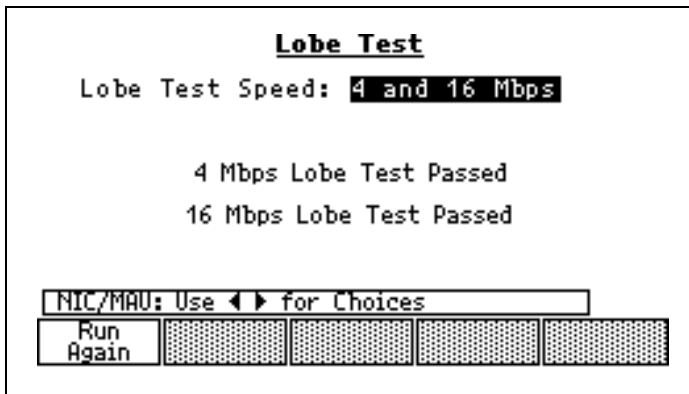 Lobe Test
Lobe Test Speed: 4 and 16 Mbps
4 Mbps Lobe Test Passed
16 Mbps Lobe Test Passed
NIC/MAU: Use ◀ ▶ for Choices
Run
Again